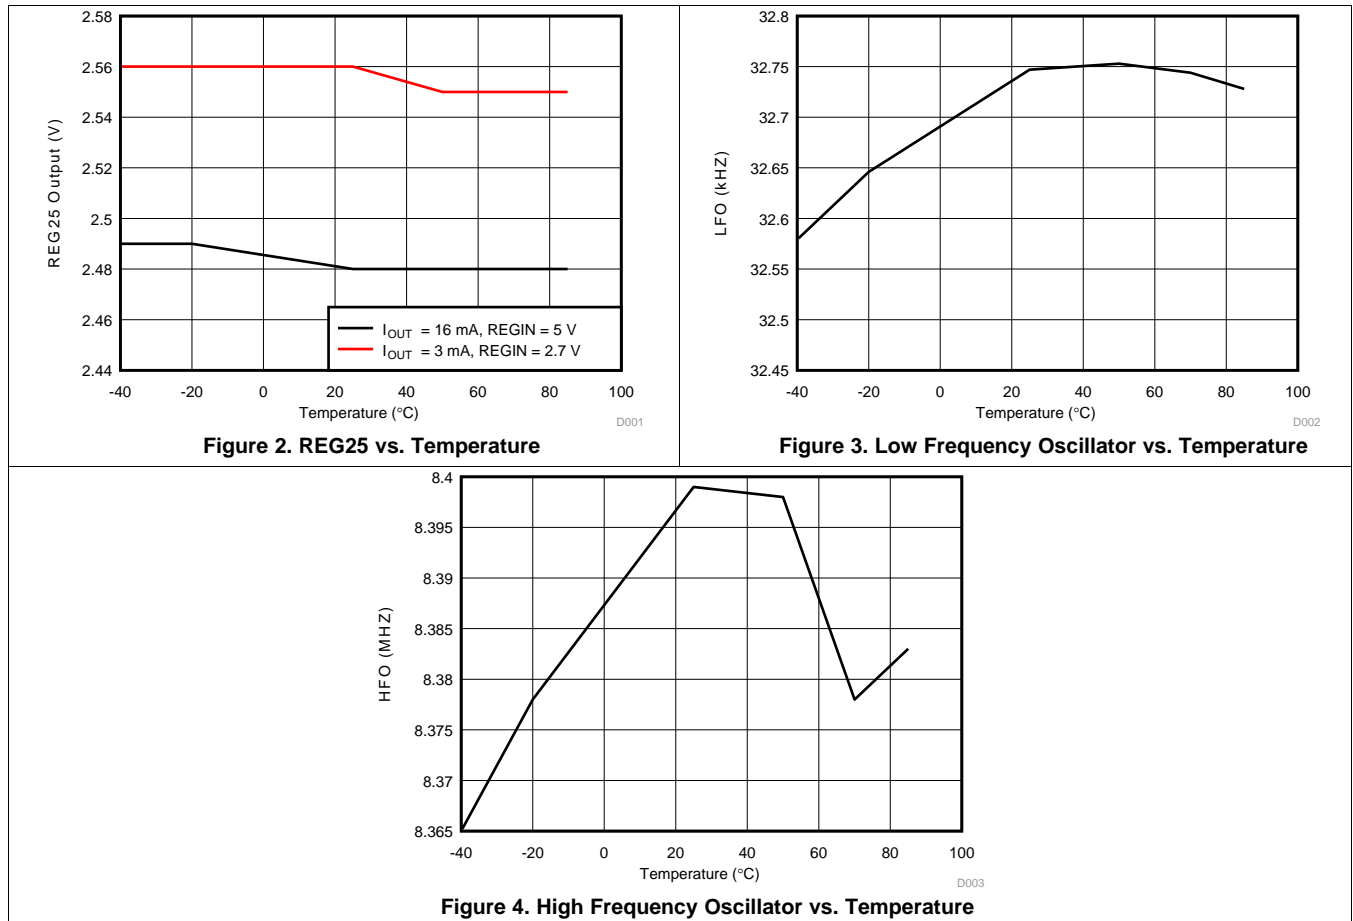 2.58
2.56
2.54
2.52
2.5
2.48
2.46
2.44
REG25 Output (V)
I_OUT = 16 mA, REGIN = 5 V
I_OUT = 3 mA, REGIN = 2.7 V
-40 -20 0 20 40 60 80 100
Temperature (°C)
D001
Figure 2. REG25 vs. Temperature
32.8
32.75
32.7
32.65
32.6
32.55
32.5
32.45
LFO (kHZ)
-40 -20 0 20 40 60 80 100
Temperature (°C)
D002
Figure 3. Low Frequency Oscillator vs. Temperature
8.4
8.395
8.39
8.385
8.38
8.375
8.37
8.365
HFO (MHZ)
-40 -20 0 20 40 60 80 100
Temperature (°C)
D003
Figure 4. High Frequency Oscillator vs. Temperature